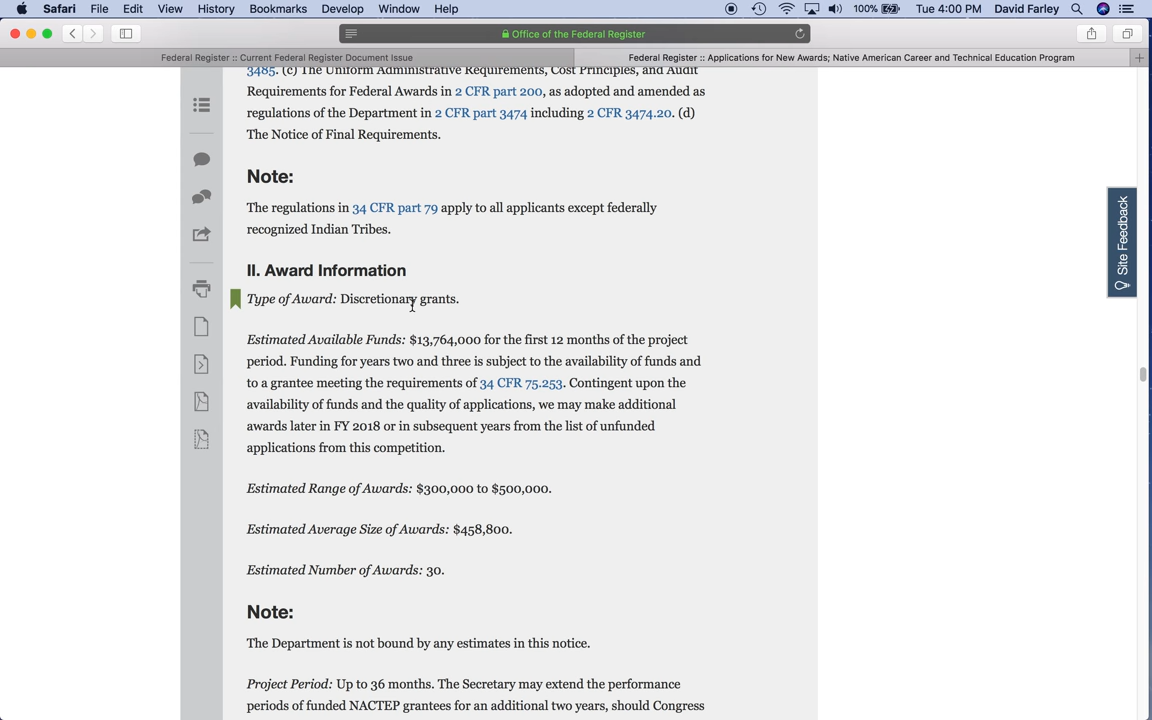 Safari File Edit View History Bookmarks Develop Window Help 100% Tue 4:00 PM David Farley
Office of the Federal Register
Federal Register :: Current Federal Register Document Issue
Federal Register :: Applications for New Awards; Native American Career and Technical Education Program
3485. (c) The Uniform Administrative Requirements, Cost Principles, and Audit
Requirements for Federal Awards in 2 CFR part 200, as adopted and amended as
regulations of the Department in 2 CFR part 3474 including 2 CFR 3474.20. (d)
The Notice of Final Requirements.
Note:
The regulations in 34 CFR part 79 apply to all applicants except federally
recognized Indian Tribes.
II. Award Information
Type of Award: Discretionary grants.
Estimated Available Funds: $13,764,000 for the first 12 months of the project
period. Funding for years two and three is subject to the availability of funds and
to a grantee meeting the requirements of 34 CFR 75.253. Contingent upon the
availability of funds and the quality of applications, we may make additional
awards later in FY 2018 or in subsequent years from the list of unfunded
applications from this competition.
Estimated Range of Awards: $300,000 to $500,000.
Estimated Average Size of Awards: $458,800.
Estimated Number of Awards: 30.
Note:
The Department is not bound by any estimates in this notice.
Project Period: Up to 36 months. The Secretary may extend the performance
periods of funded NACTEP grantees for an additional two years, should Congress
Site Feedback